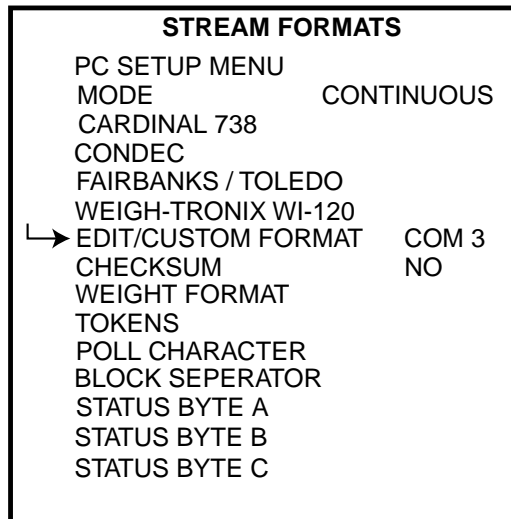 STREAM FORMATS
PC SETUP MENU
MODE CONTINUOUS
CARDINAL 738
CONDEC
FAIRBANKS / TOLEDO
WEIGH-TRONIX WI-120
EDIT/CUSTOM FORMAT COM 3
CHECKSUM NO
WEIGHT FORMAT
TOKENS
POLL CHARACTER
BLOCK SEPERATOR
STATUS BYTE A
STATUS BYTE B
STATUS BYTE C